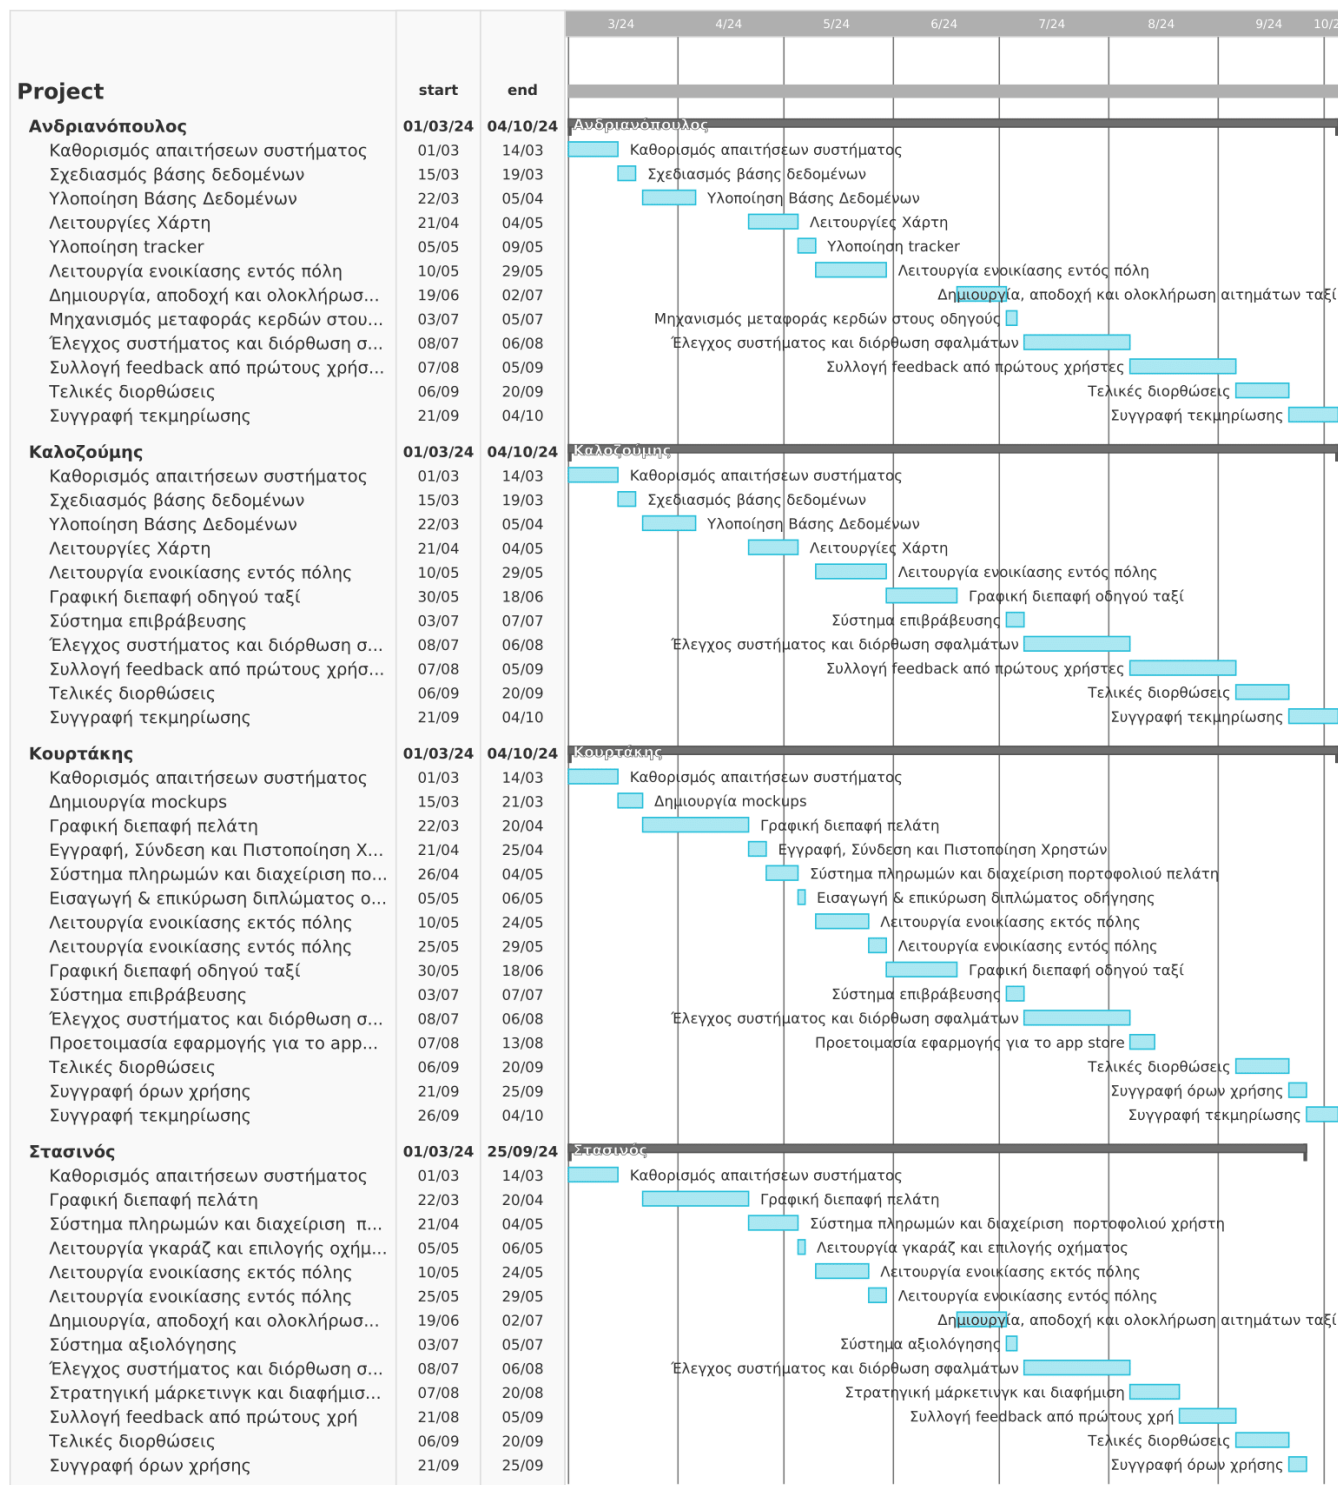 3/24 4/24 5/24 6/24 7/24 8/24 9/24 10/2
Project start end
Ανδριανόπουλος 01/03/24 04/10/24 Ανδριανόπουλος
Καθορισμός απαιτήσεων συστήματος 01/03 14/03 Καθορισμός απαιτήσεων συστήματος
Σχεδιασμός βάσης δεδομένων 15/03 19/03 Σχεδιασμός βάσης δεδομένων
Υλοποίηση Βάσης Δεδομένων 22/03 05/04 Υλοποίηση Βάσης Δεδομένων
Λειτουργίες Χάρτη 21/04 04/05 Λειτουργίες Χάρτη
Υλοποίηση tracker 05/05 09/05 Υλοποίηση tracker
Λειτουργία ενοικίασης εντός πόλη 10/05 29/05 Λειτουργία ενοικίασης εντός πόλη
Δημιουργία, αποδοχή και ολοκλήρωσ... 19/06 02/07 Δημιουργία, αποδοχή και ολοκλήρωση αιτημάτων ταξί
Μηχανισμός μεταφοράς κερδών στου... 03/07 05/07 Μηχανισμός μεταφοράς κερδών στους οδηγούς
Έλεγχος συστήματος και διόρθωση σ... 08/07 06/08 Έλεγχος συστήματος και διόρθωση σφαλμάτων
Συλλογή feedback από πρώτους χρήσ... 07/08 05/09 Συλλογή feedback από πρώτους χρήστες
Τελικές διορθώσεις 06/09 20/09 Τελικές διορθώσεις
Συγγραφή τεκμηρίωσης 21/09 04/10 Συγγραφή τεκμηρίωσης
Καλοζούμης 01/03/24 04/10/24 Καλοζούμης
Καθορισμός απαιτήσεων συστήματος 01/03 14/03 Καθορισμός απαιτήσεων συστήματος
Σχεδιασμός βάσης δεδομένων 15/03 19/03 Σχεδιασμός βάσης δεδομένων
Υλοποίηση Βάσης Δεδομένων 22/03 05/04 Υλοποίηση Βάσης Δεδομένων
Λειτουργίες Χάρτη 21/04 04/05 Λειτουργίες Χάρτη
Λειτουργία ενοικίασης εντός πόλης 10/05 29/05 Λειτουργία ενοικίασης εντός πόλης
Γραφική διεπαφή οδηγού ταξί 30/05 18/06 Γραφική διεπαφή οδηγού ταξί
Σύστημα επιβράβευσης 03/07 07/07 Σύστημα επιβράβευσης
Έλεγχος συστήματος και διόρθωση σ... 08/07 06/08 Έλεγχος συστήματος και διόρθωση σφαλμάτων
Συλλογή feedback από πρώτους χρήσ... 07/08 05/09 Συλλογή feedback από πρώτους χρήστες
Τελικές διορθώσεις 06/09 20/09 Τελικές διορθώσεις
Συγγραφή τεκμηρίωσης 21/09 04/10 Συγγραφή τεκμηρίωσης
Κουρτάκης 01/03/24 04/10/24 Κουρτάκης
Καθορισμός απαιτήσεων συστήματος 01/03 14/03 Καθορισμός απαιτήσεων συστήματος
Δημιουργία mockups 15/03 21/03 Δημιουργία mockups
Γραφική διεπαφή πελάτη 22/03 20/04 Γραφική διεπαφή πελάτη
Εγγραφή, Σύνδεση και Πιστοποίηση Χ... 21/04 25/04 Εγγραφή, Σύνδεση και Πιστοποίηση Χρηστών
Σύστημα πληρωμών και διαχείριση πο... 26/04 04/05 Σύστημα πληρωμών και διαχείριση πορτοφολιού πελάτη
Εισαγωγή & επικύρωση διπλώματος ο... 05/05 06/05 Εισαγωγή & επικύρωση διπλώματος οδήγησης
Λειτουργία ενοικίασης εκτός πόλης 10/05 24/05 Λειτουργία ενοικίασης εκτός πόλης
Λειτουργία ενοικίασης εντός πόλης 25/05 29/05 Λειτουργία ενοικίασης εντός πόλης
Γραφική διεπαφή οδηγού ταξί 30/05 18/06 Γραφική διεπαφή οδηγού ταξί
Σύστημα επιβράβευσης 03/07 07/07 Σύστημα επιβράβευσης
Έλεγχος συστήματος και διόρθωση σ... 08/07 06/08 Έλεγχος συστήματος και διόρθωση σφαλμάτων
Προετοιμασία εφαρμογής για το app... 07/08 13/08 Προετοιμασία εφαρμογής για το app store
Τελικές διορθώσεις 06/09 20/09 Τελικές διορθώσεις
Συγγραφή όρων χρήσης 21/09 25/09 Συγγραφή όρων χρήσης
Συγγραφή τεκμηρίωσης 26/09 04/10 Συγγραφή τεκμηρίωσης
Στασινός 01/03/24 25/09/24 Στασινός
Καθορισμός απαιτήσεων συστήματος 01/03 14/03 Καθορισμός απαιτήσεων συστήματος
Γραφική διεπαφή πελάτη 22/03 20/04 Γραφική διεπαφή πελάτη
Σύστημα πληρωμών και διαχείριση π... 21/04 04/05 Σύστημα πληρωμών και διαχείριση πορτοφολιού χρήστη
Λειτουργία γκαράζ και επιλογής οχήμ... 05/05 06/05 Λειτουργία γκαράζ και επιλογής οχήματος
Λειτουργία ενοικίασης εκτός πόλης 10/05 24/05 Λειτουργία ενοικίασης εκτός πόλης
Λειτουργία ενοικίασης εντός πόλης 25/05 29/05 Λειτουργία ενοικίασης εντός πόλης
Δημιουργία, αποδοχή και ολοκλήρωσ... 19/06 02/07 Δημιουργία, αποδοχή και ολοκλήρωση αιτημάτων ταξί
Σύστημα αξιολόγησης 03/07 05/07 Σύστημα αξιολόγησης
Έλεγχος συστήματος και διόρθωση σ... 08/07 06/08 Έλεγχος συστήματος και διόρθωση σφαλμάτων
Στρατηγική μάρκετινγκ και διαφήμισ... 07/08 20/08 Στρατηγική μάρκετινγκ και διαφήμιση
Συλλογή feedback από πρώτους χρή 21/08 05/09 Συλλογή feedback από πρώτους χρή
Τελικές διορθώσεις 06/09 20/09 Τελικές διορθώσεις
Συγγραφή όρων χρήσης 21/09 25/09 Συγγραφή όρων χρήσης